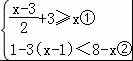 { (x-3)/2 +3≥x①
1-3(x-1)<8-x②